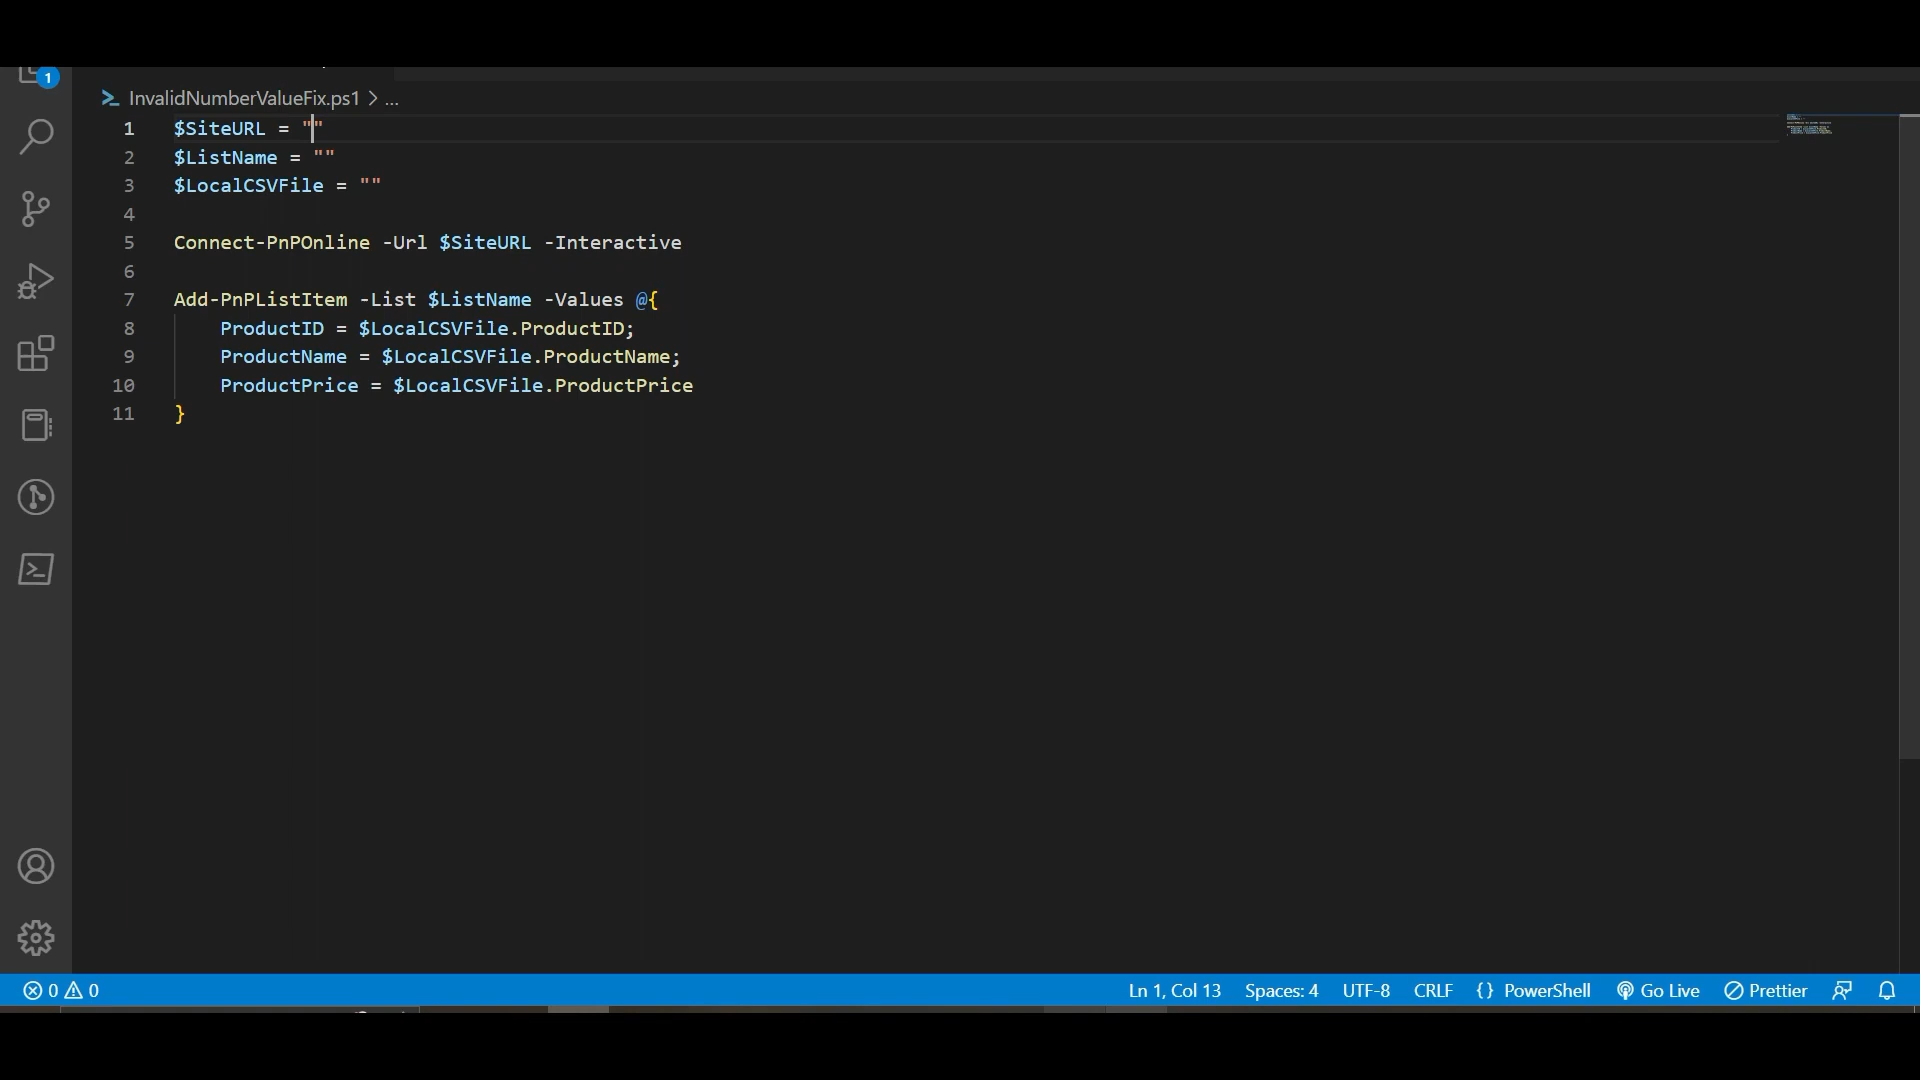 1
InvalidNumberValueFix.ps1 > ...
1 $SiteURL = ""
2 $ListName = ""
3 $LocalCSVFile = ""
4
5 Connect-PnPOnline -Url $SiteURL -Interactive
6
7 Add-PnPListItem -List $ListName -Values @{
8 ProductID = $LocalCSVFile.ProductID;
9 ProductName = $LocalCSVFile.ProductName;
10 ProductPrice = $LocalCSVFile.ProductPrice
11 }
0 0 Ln 1, Col 13 Spaces: 4 UTF-8 CRLF {} PowerShell Go Live Prettier